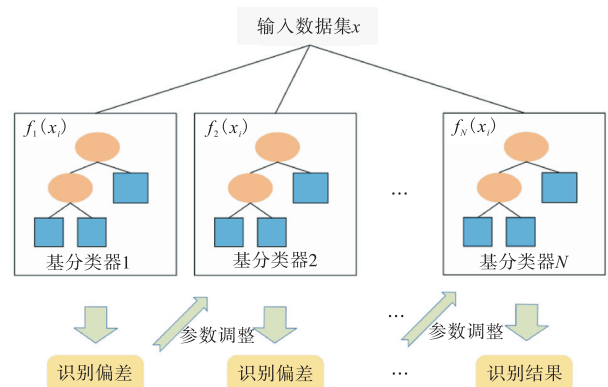 输入数据集x
f₁(xᵢ)
f₂(xᵢ)
f_N(xᵢ)
...
基分类器1
基分类器2
基分类器N
...
参数调整
参数调整
识别偏差
识别偏差
...
识别结果